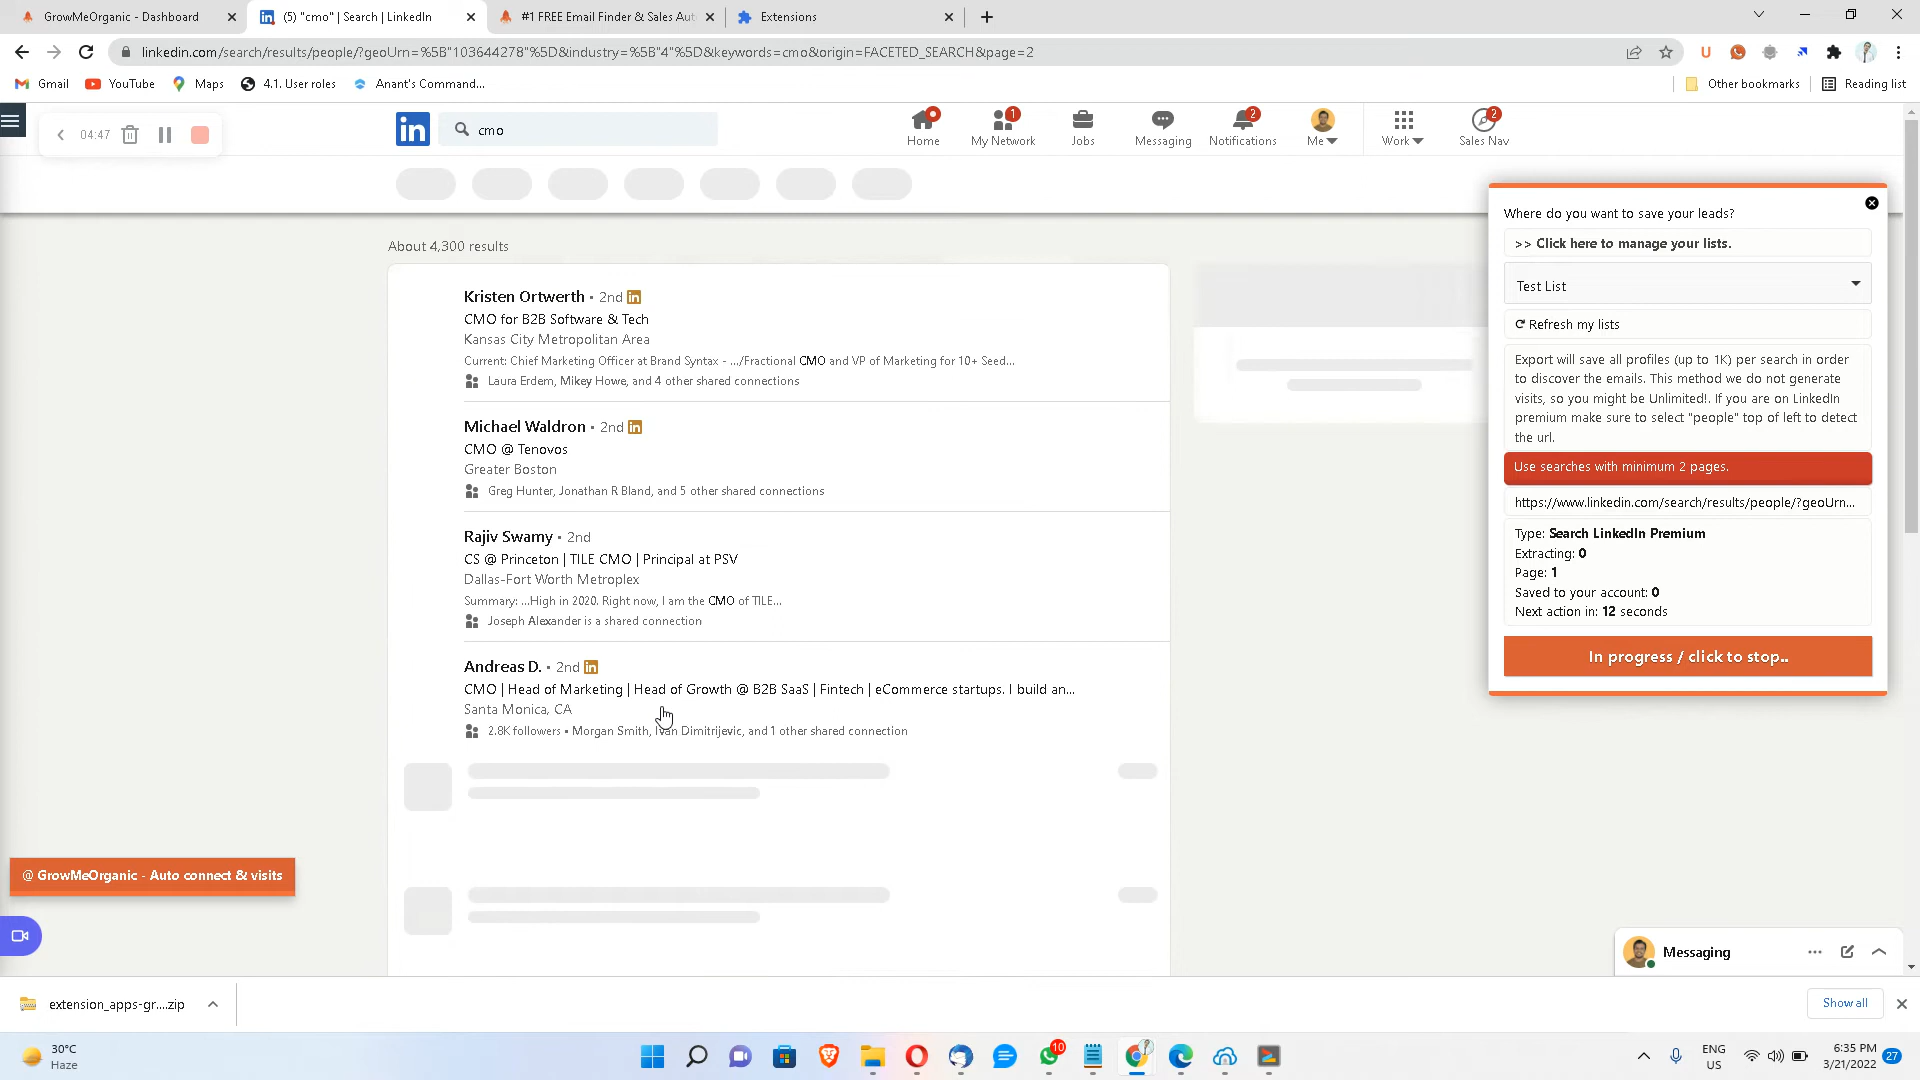 GrowMeOrganic - Dashboard
(5) "cmo" | Search | LinkedIn
#1 FREE Email Finder & Sales Aut
Extensions
linkedin.com/search/results/people/?geoUrn=%5B"103644278"%5D&industry=%5B"4"%5D&keywords=cmo&origin=FACETED_SEARCH&page=2
Gmail
YouTube
Maps
4.1. User roles
Anant's Command...
Other bookmarks
Reading list
04:47
cmo
Home
1
My Network
Jobs
Messaging
2
Notifications
Me
Work
2
Sales Nav
About 4,300 results
Kristen Ortwerth • 2nd in
CMO for B2B Software & Tech
Kansas City Metropolitan Area
Current: Chief Marketing Officer at Brand Syntax - .../Fractional CMO and VP of Marketing for 10+ Seed...
Laura Erdem, Mikey Howe, and 4 other shared connections
Michael Waldron • 2nd in
CMO @ Tenovos
Greater Boston
Greg Hunter, Jonathan R Bland, and 5 other shared connections
Rajiv Swamy • 2nd
CS @ Princeton | TILE CMO | Principal at PSV
Dallas-Fort Worth Metroplex
Summary: ...High in 2020. Right now, I am the CMO of TILE...
Joseph Alexander is a shared connection
Andreas D. • 2nd in
CMO | Head of Marketing | Head of Growth @ B2B SaaS | Fintech | eCommerce startups. I build an...
Santa Monica, CA
2.8K followers • Morgan Smith, Ivan Dimitrijevic, and 1 other shared connection
Where do you want to save your leads?
>> Click here to manage your lists.
Test List
Refresh my lists
Export will save all profiles (up to 1K) per search in order
to discover the emails. This method we do not generate
visits, so you might be Unlimited!. If you are on LinkedIn
premium make sure to select "people" top of left to detect
the url.
Use searches with minimum 2 pages.
https://www.linkedin.com/search/results/people/?geoUrn...
Type: Search LinkedIn Premium
Extracting: 0
Page: 1
Saved to your account: 0
Next action in: 12 seconds
In progress / click to stop..
@ GrowMeOrganic - Auto connect & visits
Messaging
extension_apps-gr....zip
Show all
30°C
Haze
10
ENG
US
6:35 PM
3/21/2022
27